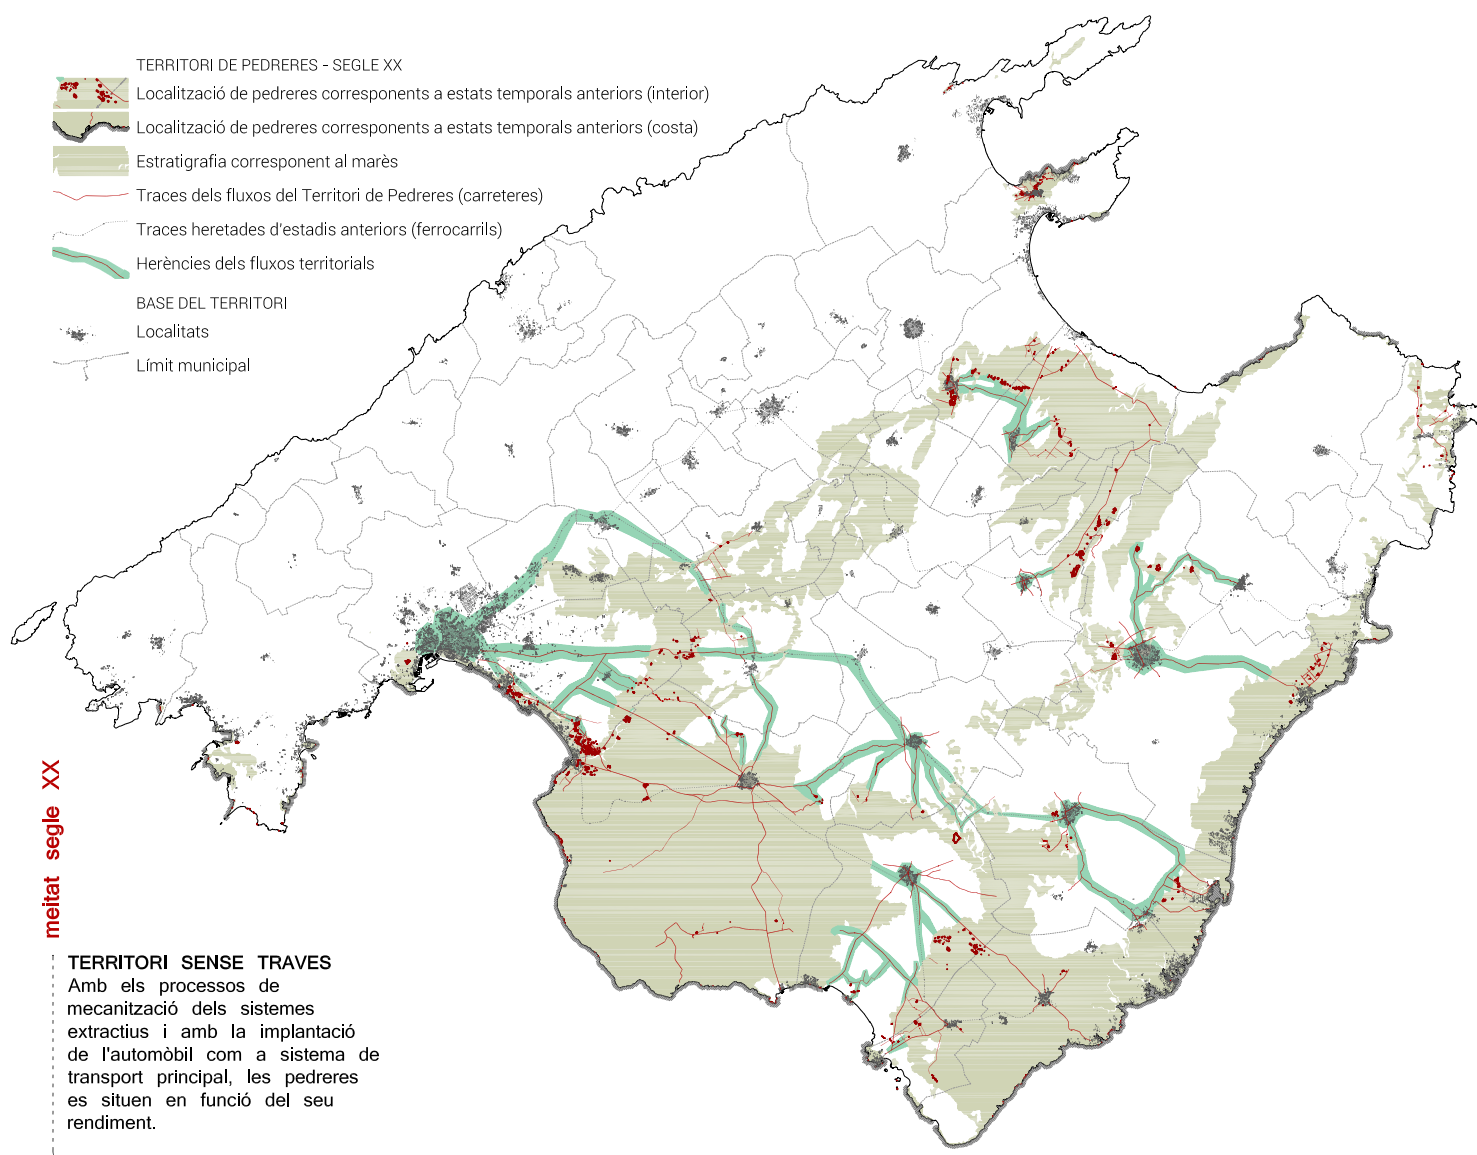 TERRITORI DE PEDRERES - SEGLE XX
Localització de pedreres corresponents a estats temporals anteriors (interior)
Localització de pedreres corresponents a estats temporals anteriors (costa)
Estratigrafia corresponent al marès
Traces dels fluxos del Territori de Pedreres (carreteres)
Traces heretades d'estadis anteriors (ferrocarrils)
Herències dels fluxos territorials
BASE DEL TERRITORI
Localitats
Límit municipal
meitat segle XX
TERRITORI SENSE TRAVES
Amb els processos de
mecanització dels sistemes
extractius i amb la implantació
de l'automòbil com a sistema de
transport principal, les pedreres
es situen en funció del seu
rendiment.